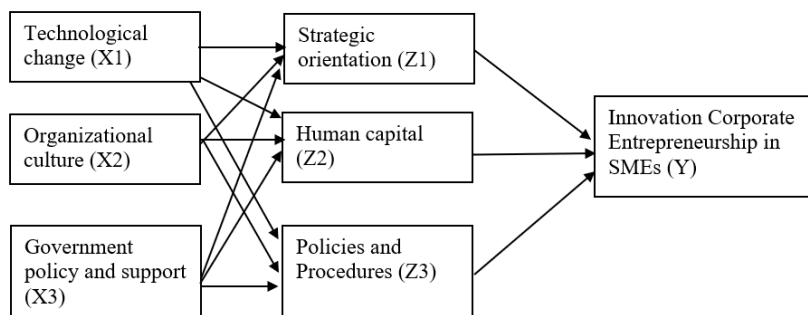 Technological
change (X1)
Strategic
orientation (Z1)
Organizational
culture (X2)
Human capital
(Z2)
Innovation Corporate
Entrepreneurship in
SMEs (Y)
Government
policy and support
(X3)
Policies and
Procedures (Z3)